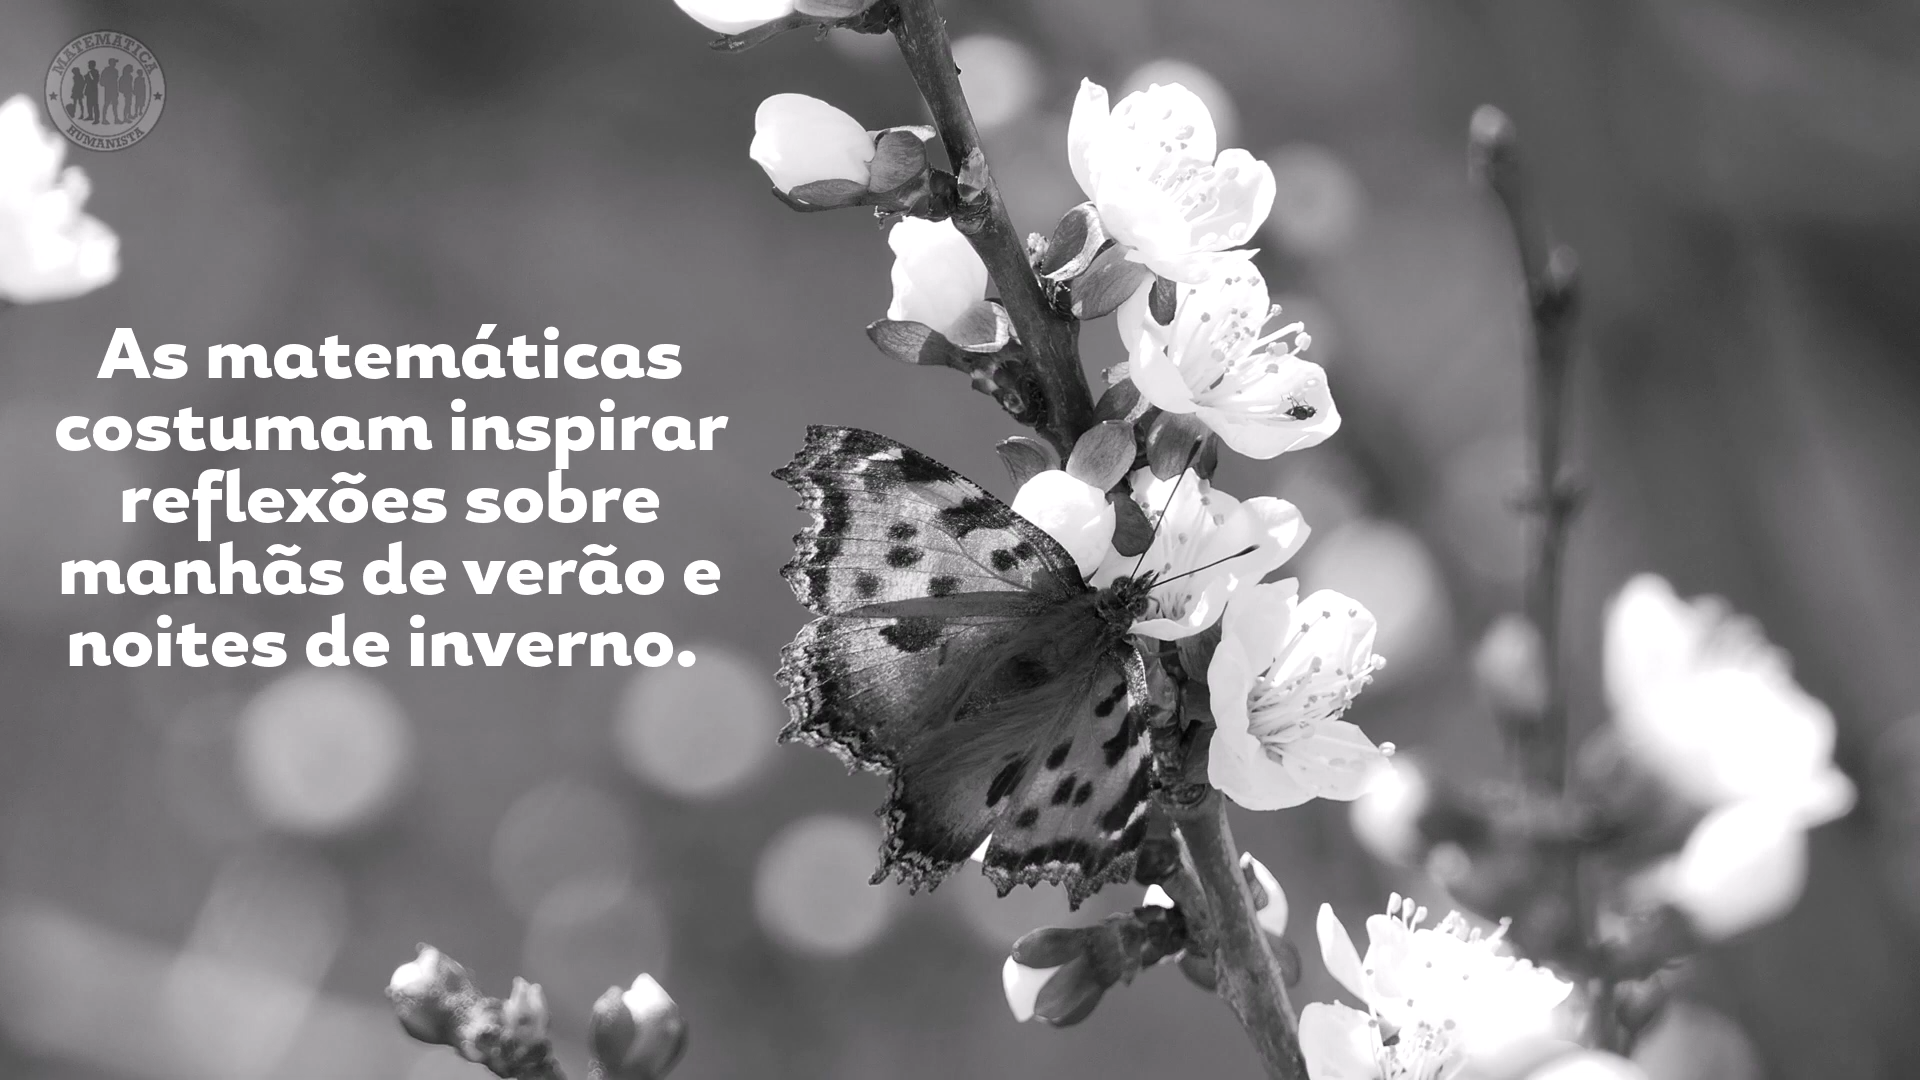 MATEMÁTICA
HUMANISTA
As matemáticas
costumam inspirar
reflexões sobre
manhãs de verão e
noites de inverno.